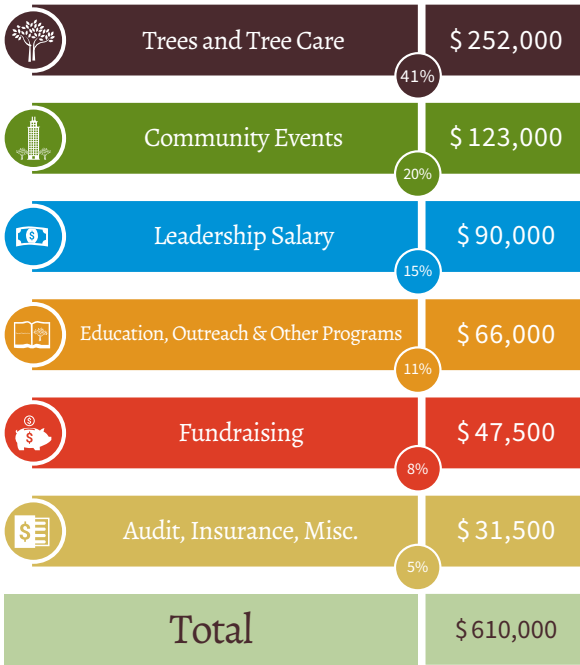 Trees and Tree Care $252,000
41%
Community Events $123,000
20%
$ Leadership Salary $90,000
15%
Education, Outreach & Other Programs $66,000
11%
$
$ Fundraising $47,500
8%
$ Audit, Insurance, Misc. $31,500
5%
Total $610,000